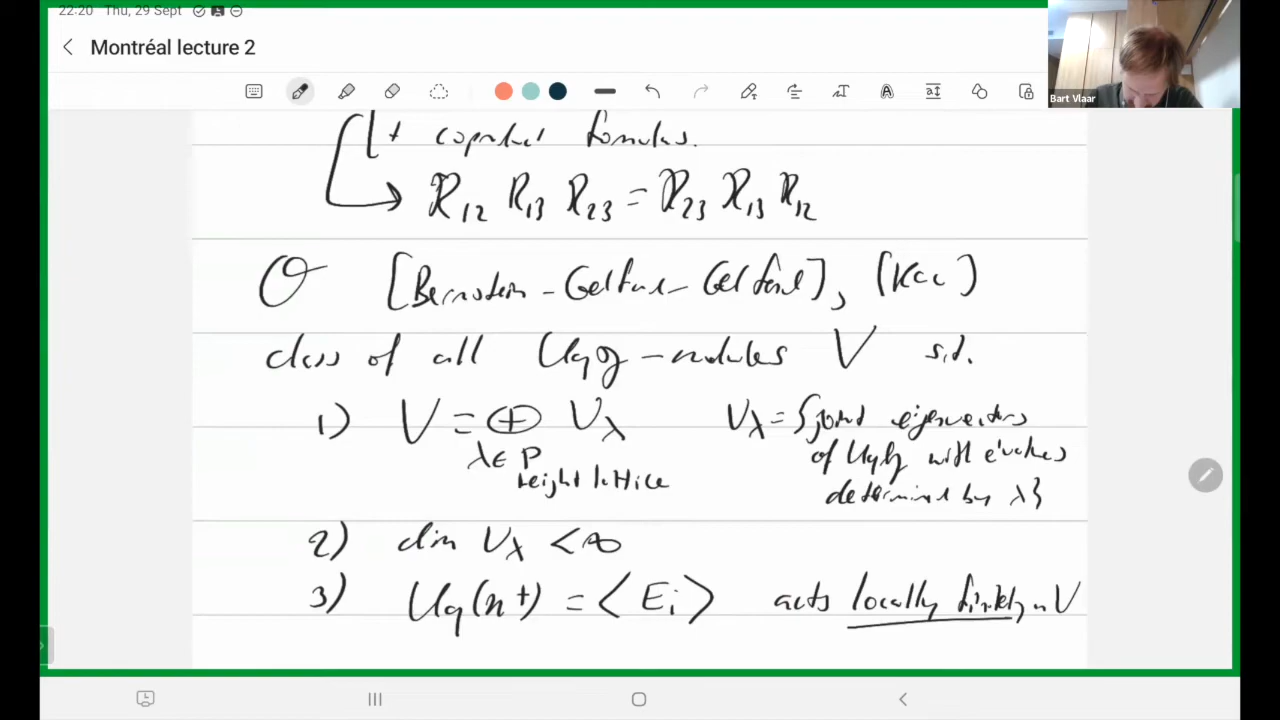 22:20 Thu, 29 Sept
Montréal lecture 2
Bart Vlaar
+ coproduct formulas.
R₁₂ R₁₃ R₂₃ = R₂₃ R₁₃ R₁₂
O [Bernstein - Gelfand - Gelfand], [Kac]
class of all Uqg - modules V s.t.
1) V = ⊕ Vλ Vλ = {joint eigenvectors
λ∈P of Uqh with e'values
weight lattice determined by λ}
2) dim Vλ < ∞
3) Uq(n+) = <Ei> acts locally finitely on V